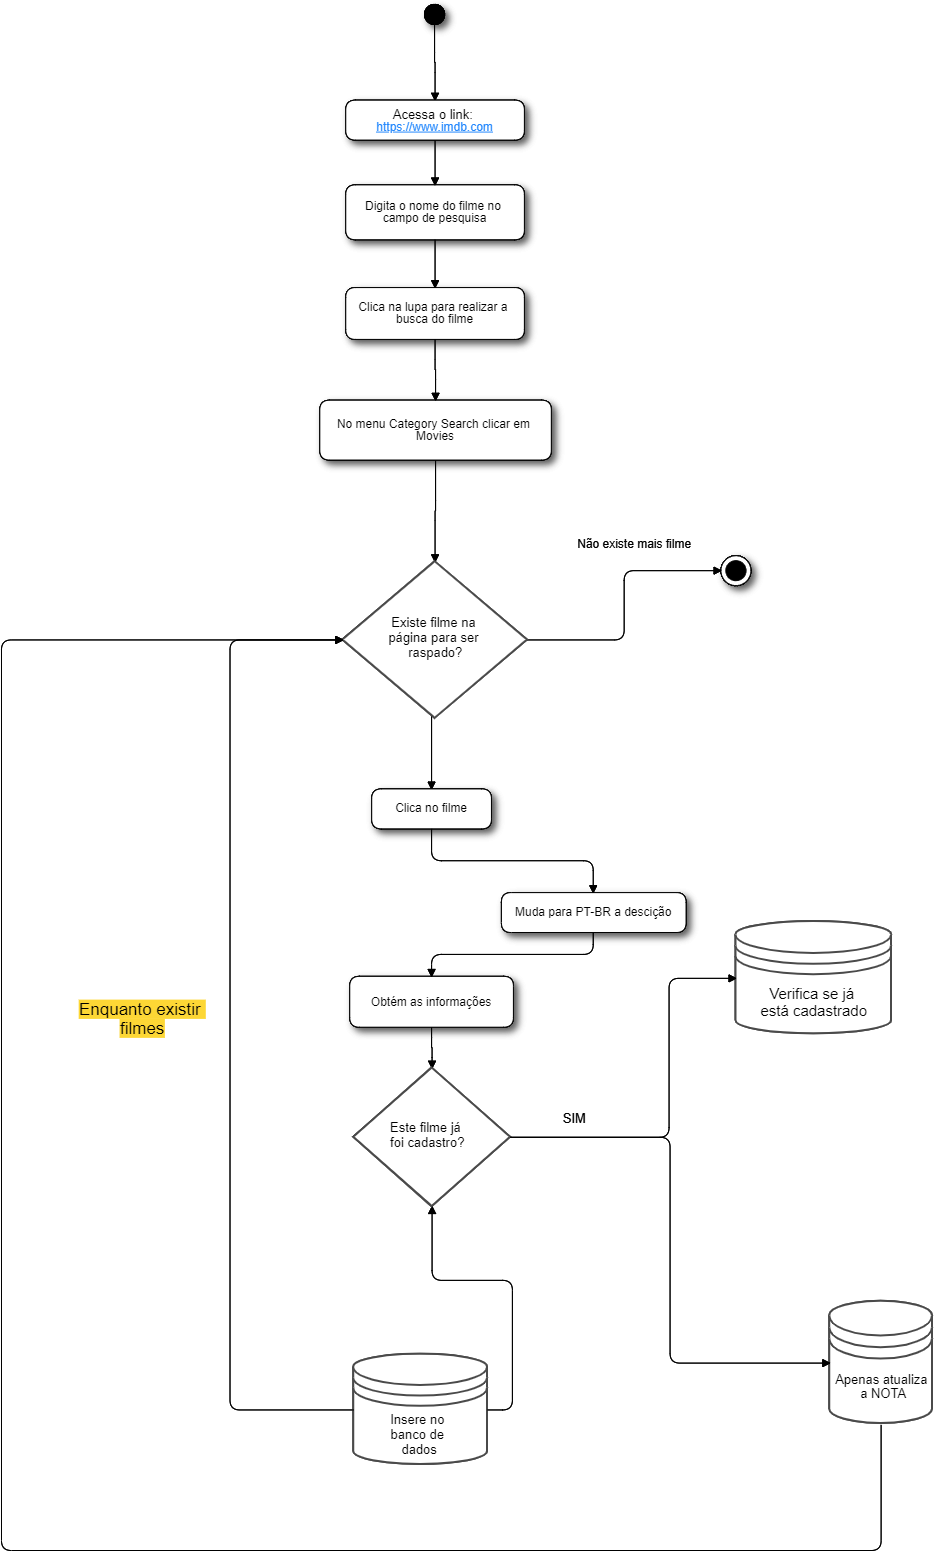 Acessa o link:
https://www.imdb.com
Digita o nome do filme no
campo de pesquisa
Clica na lupa para realizar a
busca do filme
No menu Category Search clicar em
Movies
Não existe mais filme
Existe filme na
página para ser
raspado?
Clica no filme
Muda para PT-BR a descição
Obtém as informações
Verifica se já
está cadastrado
Enquanto existir
filmes
SIM
Este filme já
foi cadastro?
Apenas atualiza
a NOTA
Insere no
banco de
dados